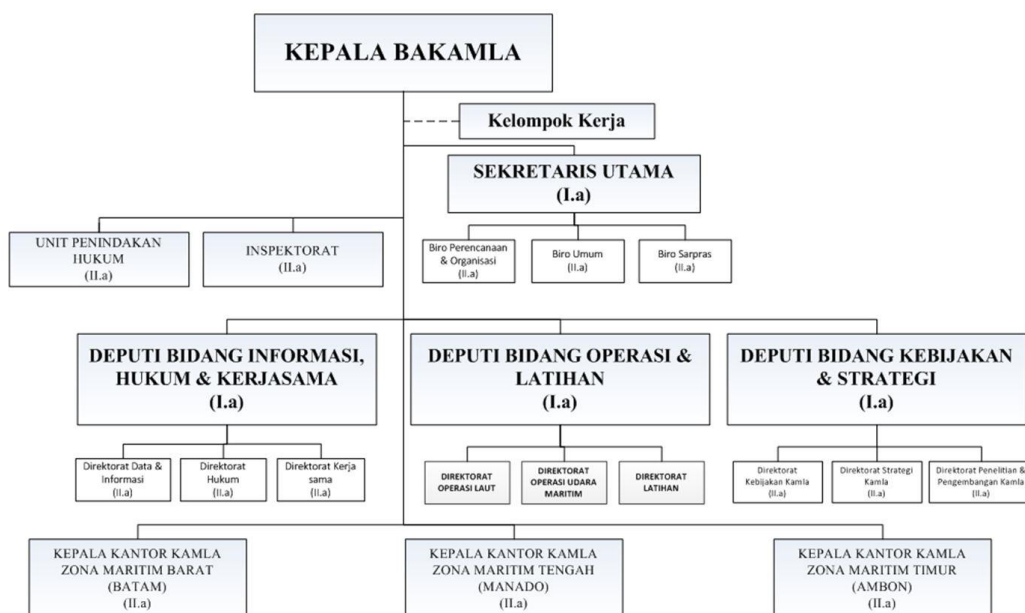 KEPALA BAKAMLA
Kelompok Kerja
SEKRETARIS UTAMA
(I.a)
UNIT PENINDAKAN
HUKUM
(II.a)
INSPEKTORAT
(II.a)
Biro Perencanaan
& Organisasi
(II.a)
Biro Umum
(II.a)
Biro Sarpras
(II.a)
DEPUTI BIDANG INFORMASI,
HUKUM & KERJASAMA
(I.a)
DEPUTI BIDANG OPERASI &
LATIHAN
(I.a)
DEPUTI BIDANG KEBIJAKAN
& STRATEGI
(I.a)
Direktorat Data &
Informasi
(II.a)
Direktorat
Hukum
(II.a)
Direktorat Kerja
sama
(II.a)
DIREKTORAT
OPERASI LAUT
DIREKTORAT
OPERASI UDARA
MARITIM
DIREKTORAT
LATIHAN
Direktorat
Kebijakan Kamla
(II.a)
Direktorat Strategi
Kamla
(II.a)
Direktorat Penelitian &
Pengembangan Kamla
(II.a)
KEPALA KANTOR KAMLA
ZONA MARITIM BARAT
(BATAM)
(II.a)
KEPALA KANTOR KAMLA
ZONA MARITIM TENGAH
(MANADO)
(II.a)
KEPALA KANTOR KAMLA
ZONA MARITIM TIMUR
(AMBON)
(II.a)